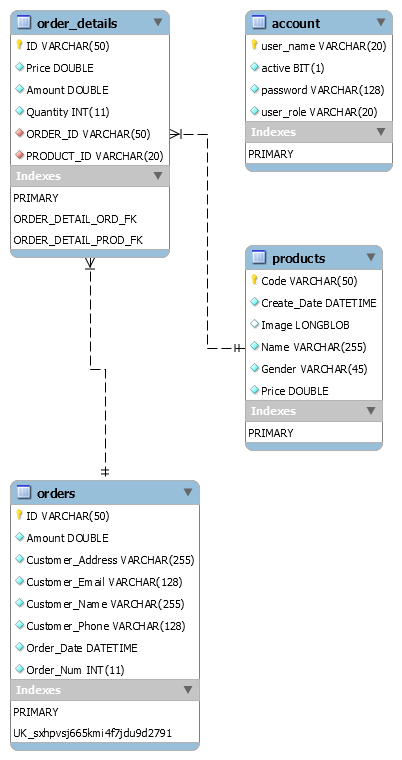 order_details
ID VARCHAR(50)
Price DOUBLE
Amount DOUBLE
Quantity INT(11)
ORDER_ID VARCHAR(50)
PRODUCT_ID VARCHAR(20)
Indexes
PRIMARY
ORDER_DETAIL_ORD_FK
ORDER_DETAIL_PROD_FK
account
user_name VARCHAR(20)
active BIT(1)
password VARCHAR(128)
user_role VARCHAR(20)
Indexes
PRIMARY
products
Code VARCHAR(50)
Create_Date DATETIME
Image LONGBLOB
Name VARCHAR(255)
Gender VARCHAR(45)
Price DOUBLE
Indexes
PRIMARY
orders
ID VARCHAR(50)
Amount DOUBLE
Customer_Address VARCHAR(255)
Customer_Email VARCHAR(128)
Customer_Name VARCHAR(255)
Customer_Phone VARCHAR(128)
Order_Date DATETIME
Order_Num INT(11)
Indexes
PRIMARY
UK_sxhpvsj665kmi4f7jdu9d2791